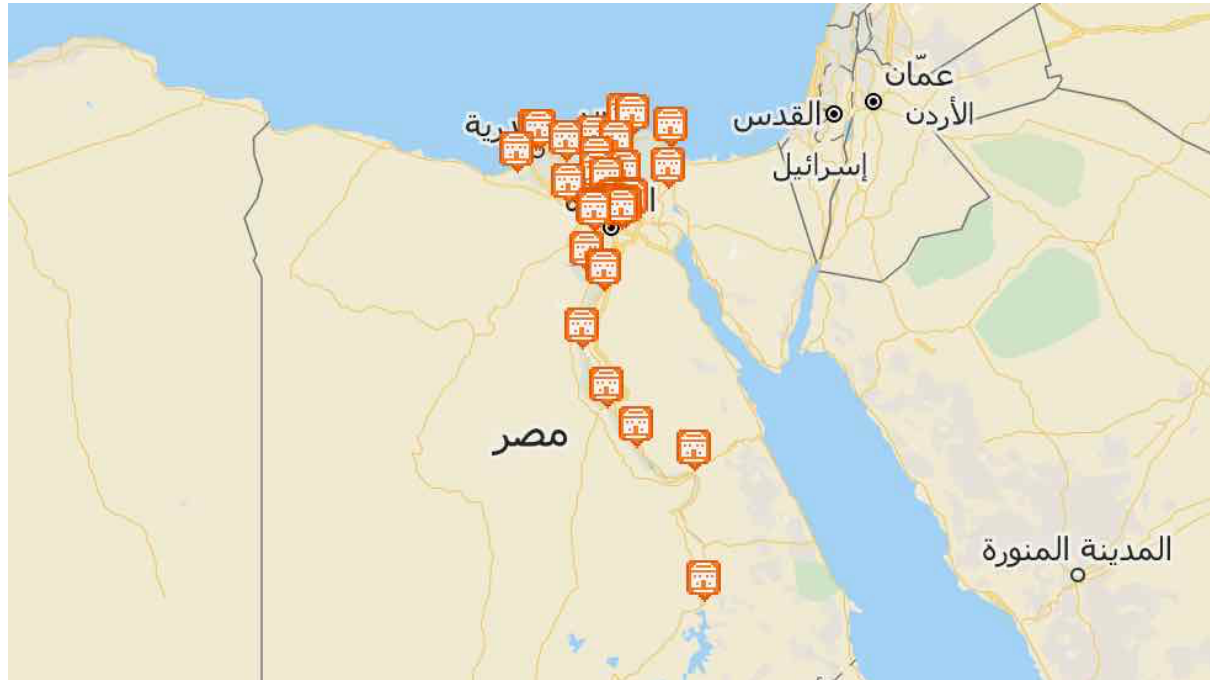 عمّان
القدس
الأردن
إسرائيل
مصر
المدينة المنورة